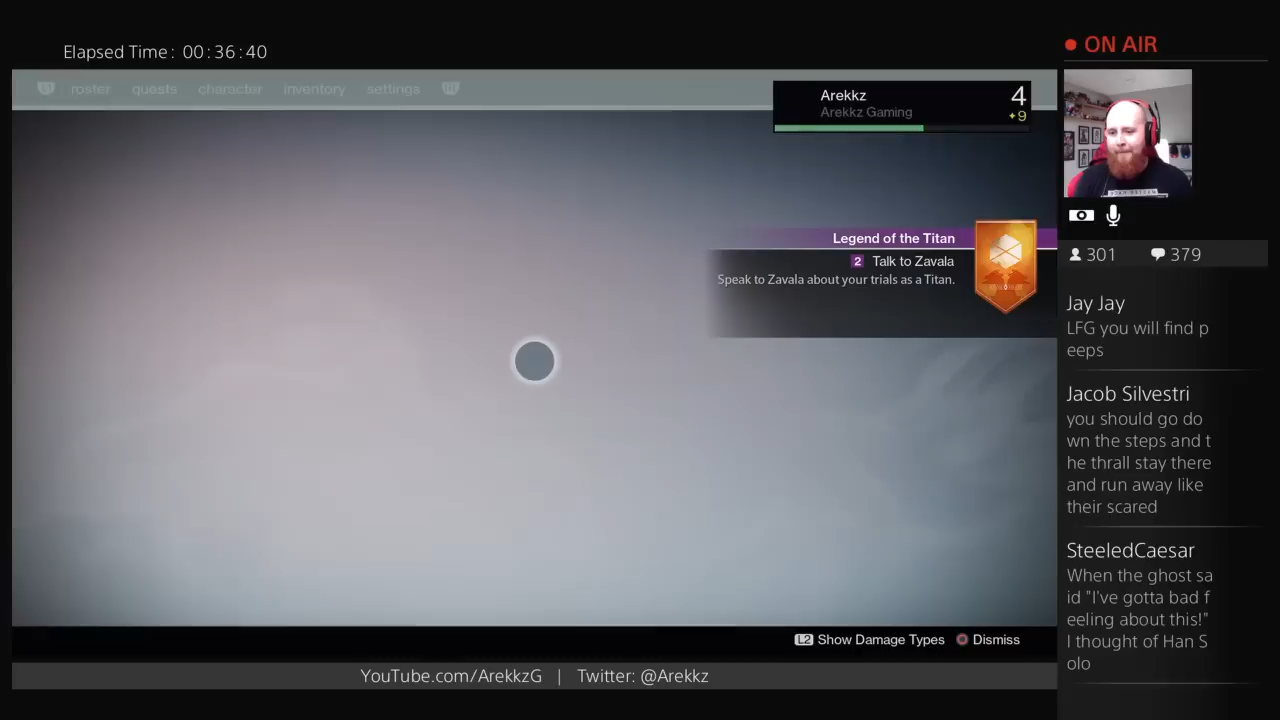 Elapsed Time: 00:36:40
ON AIR
roster quests character inventory settings
Arekkz 4
Arekkz Gaming +9
Legend of the Titan
2 Talk to Zavala
Speak to Zavala about your trials as a Titan.
301 379
Jay Jay
LFG you will find p
eeps
Jacob Silvestri
you should go do
wn the steps and t
he thrall stay there
and run away like
their scared
SteeledCaesar
When the ghost sa
id "I've gotta bad f
eeling about this!"
I thought of Han S
olo
L2 Show Damage Types Dismiss
YouTube.com/ArekkzG | Twitter: @Arekkz